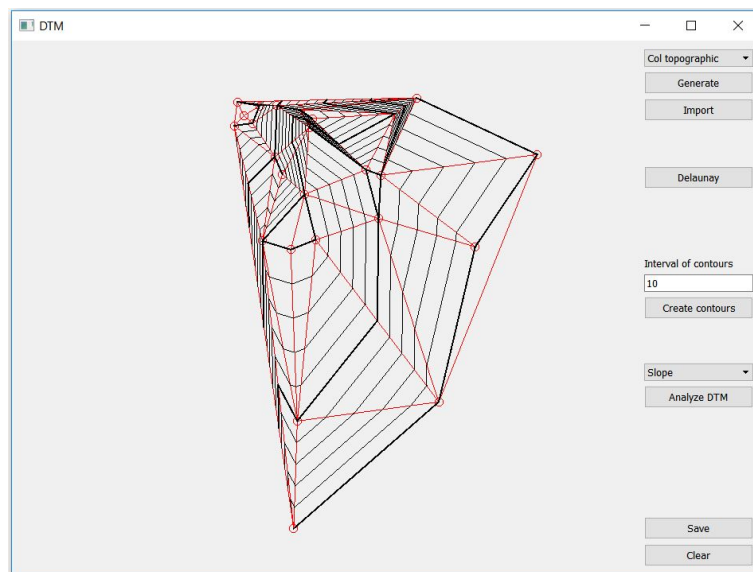 DTM
Col topographic
Generate
Import
Delaunay
Interval of contours
10
Create contours
Slope
Analyze DTM
Save
Clear